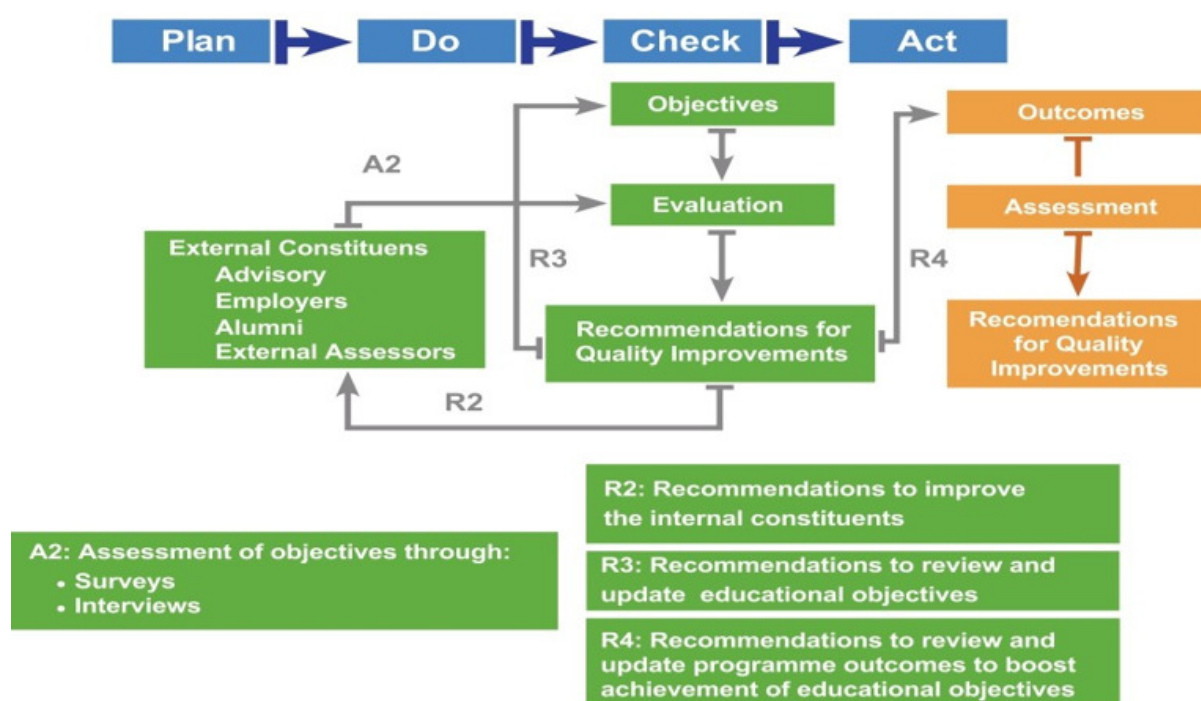 Plan
Do
Check
Act
Objectives
Outcomes
A2
Evaluation
Assessment
External Constituens
Advisory
Employers
Alumni
External Assessors
R3
R4
Recommendations for
Quality Improvements
Recomendations
for Quality
Improvements
R2
A2: Assessment of objectives through:
• Surveys
• Interviews
R2: Recommendations to improve
the internal constituents
R3: Recommendations to review and
update educational objectives
R4: Recommendations to review and
update programme outcomes to boost
achievement of educational objectives